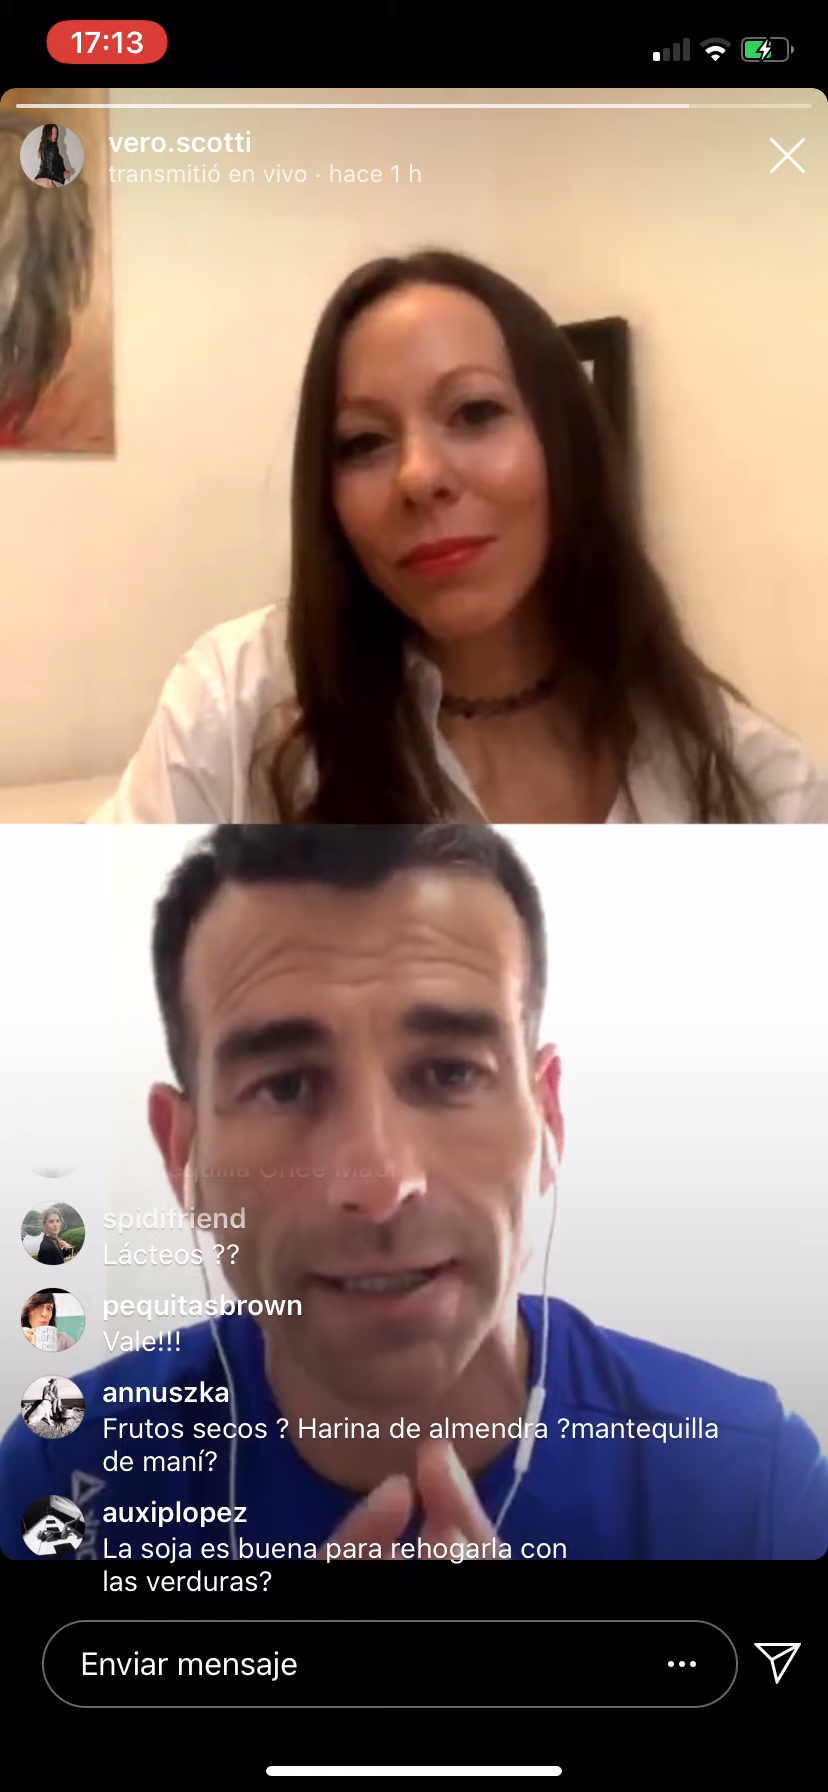 17:13
vero.scotti
transmitió en vivo · hace 1 h
spidifriend
Lácteos ??
pequitasbrown
Vale!!!
annuszka
Frutos secos ? Harina de almendra ?mantequilla
de maní?
auxiplopez
La soja es buena para rehogarla con
las verduras?
Enviar mensaje